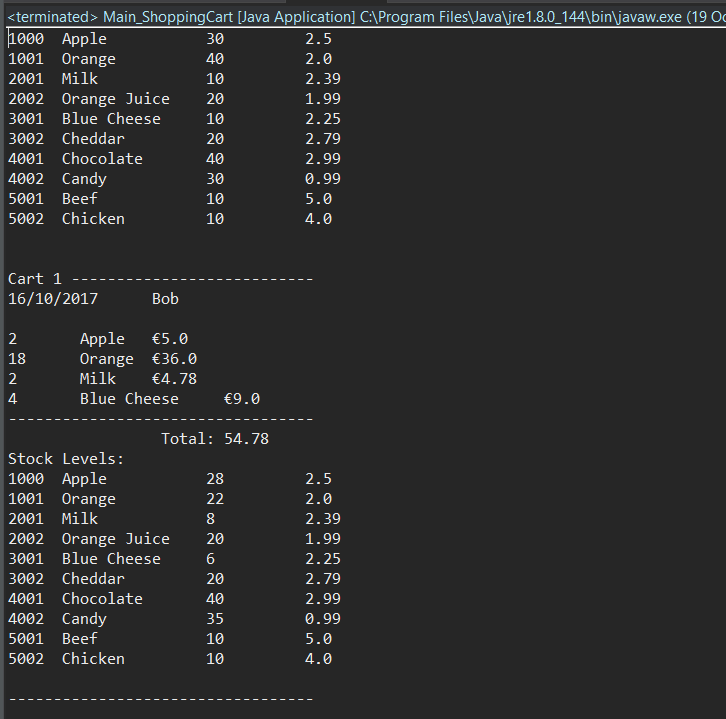 <terminated> Main_ShoppingCart [Java Application] C:\Program Files\Java\jre1.8.0_144\bin\javaw.exe (19 Oc
1000  Apple           30         2.5
1001  Orange          40         2.0
2001  Milk            10         2.39
2002  Orange Juice    20         1.99
3001  Blue Cheese     10         2.25
3002  Cheddar         20         2.79
4001  Chocolate       40         2.99
4002  Candy           30         0.99
5001  Beef            10         5.0
5002  Chicken         10         4.0
Cart 1 ---------------------------
16/10/2017      Bob
2       Apple   €5.0
18      Orange  €36.0
2       Milk    €4.78
4       Blue Cheese     €9.0
----------------------------------
Total: 54.78
Stock Levels:
1000  Apple           28         2.5
1001  Orange          22         2.0
2001  Milk            8          2.39
2002  Orange Juice    20         1.99
3001  Blue Cheese     6          2.25
3002  Cheddar         20         2.79
4001  Chocolate       40         2.99
4002  Candy           35         0.99
5001  Beef            10         5.0
5002  Chicken         10         4.0
----------------------------------